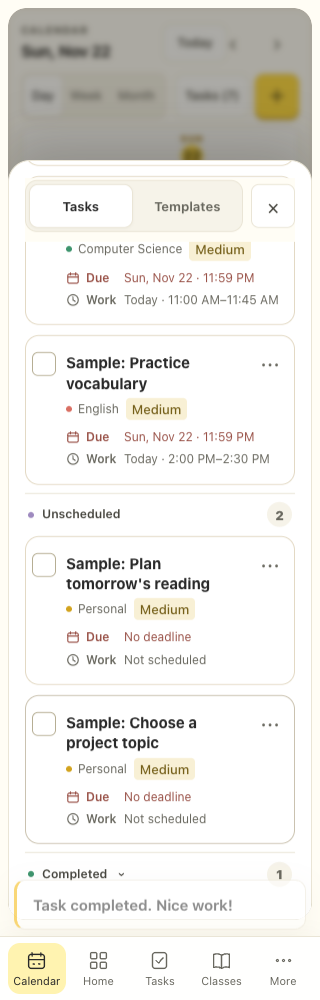 CALENDAR
Sun, Nov 22
Today
Day Week Month
Tasks (7)
Tasks
Templates
Computer Science Medium
Due Sun, Nov 22 · 11:59 PM
Work Today · 11:00 AM–11:45 AM
Sample: Practice
vocabulary
English Medium
Due Sun, Nov 22 · 11:59 PM
Work Today · 2:00 PM–2:30 PM
Unscheduled 2
Sample: Plan
tomorrow's reading
Personal Medium
Due No deadline
Work Not scheduled
Sample: Choose a
project topic
Personal Medium
Due No deadline
Work Not scheduled
Completed 1
Task completed. Nice work!
Calendar Home Tasks Classes More